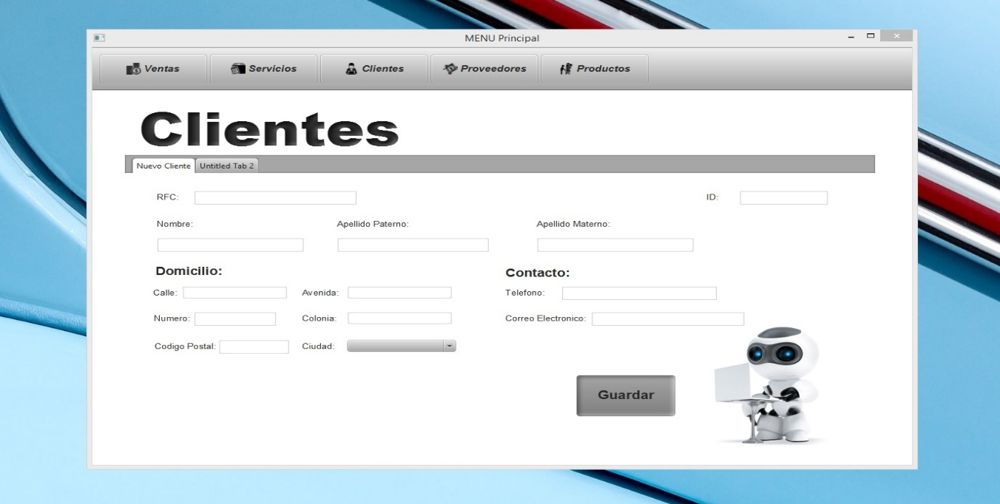 MENU Principal
Ventas Servicios Clientes Proveedores Productos
Clientes
Nuevo Cliente Untitled Tab 2
RFC: ID:
Nombre: Apellido Paterno: Apellido Materno:
Domicilio: Contacto:
Calle: Avenida: Telefono:
Numero: Colonia: Correo Electronico:
Codigo Postal: Ciudad:
Guardar